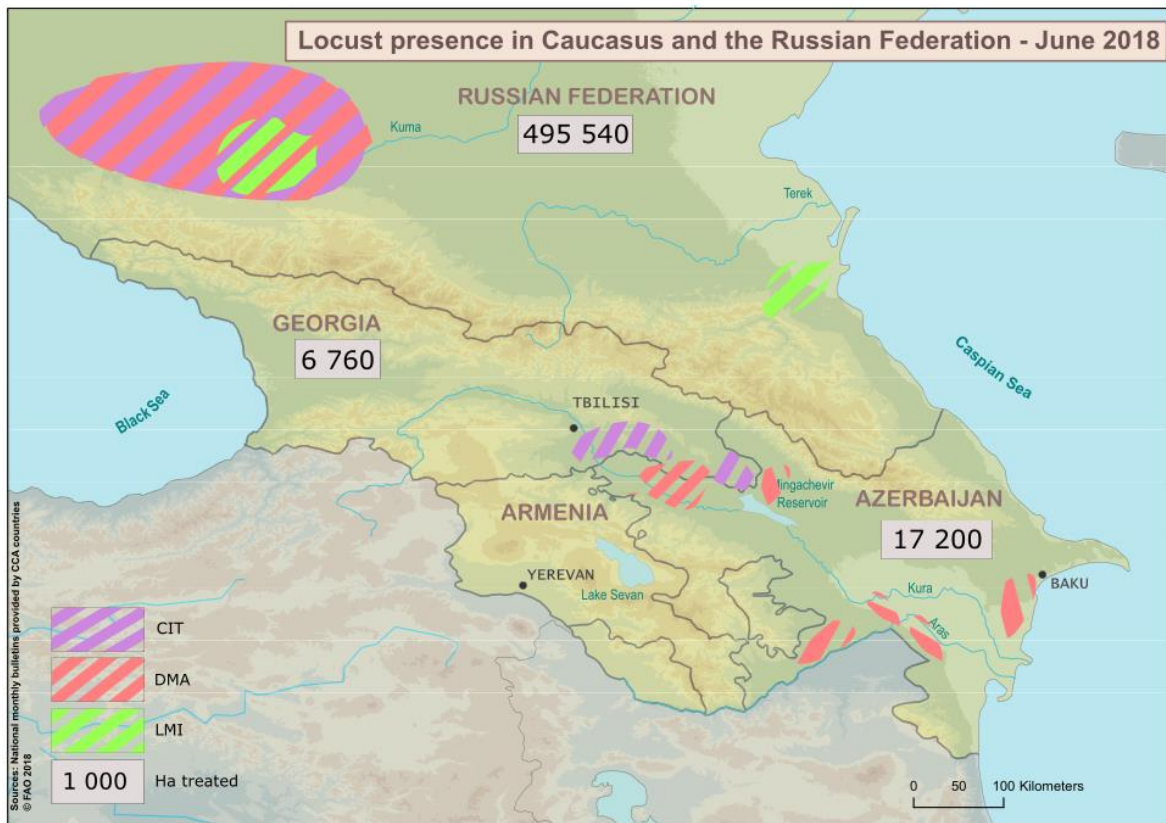 Locust presence in Caucasus and the Russian Federation - June 2018
RUSSIAN FEDERATION
495 540
Kuma
Terek
GEORGIA
6 760
Caspian Sea
Black Sea
TBILISI
Mingachevir
Reservoir
AZERBAIJAN
17 200
ARMENIA
YEREVAN
Lake Sevan
BAKU
Kura
Aras
CIT
DMA
LMI
1 000 Ha treated
0 50 100 Kilometers
Sources: National monthly bulletins provided by CCA countries
© FAO 2018